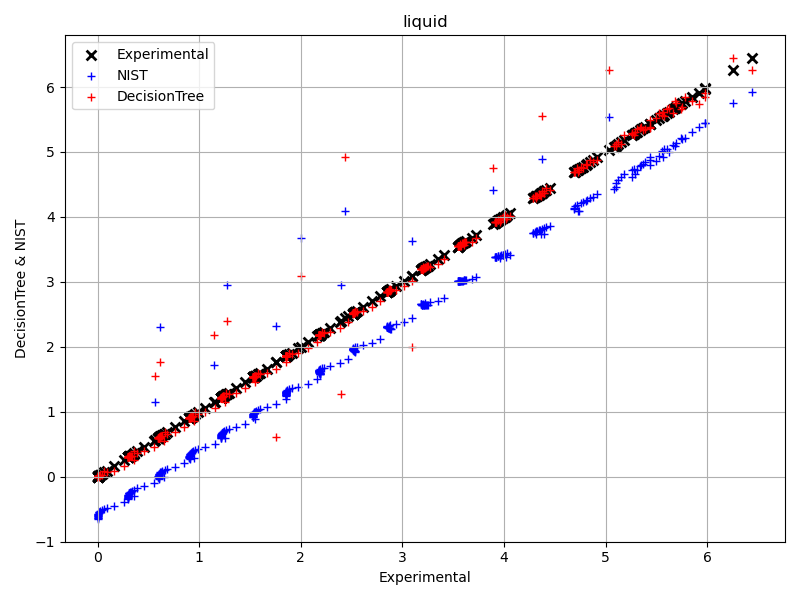 liquid
Experimental
NIST
DecisionTree
DecisionTree & NIST
6
5
4
3
2
1
0
−1
0 1 2 3 4 5 6
Experimental